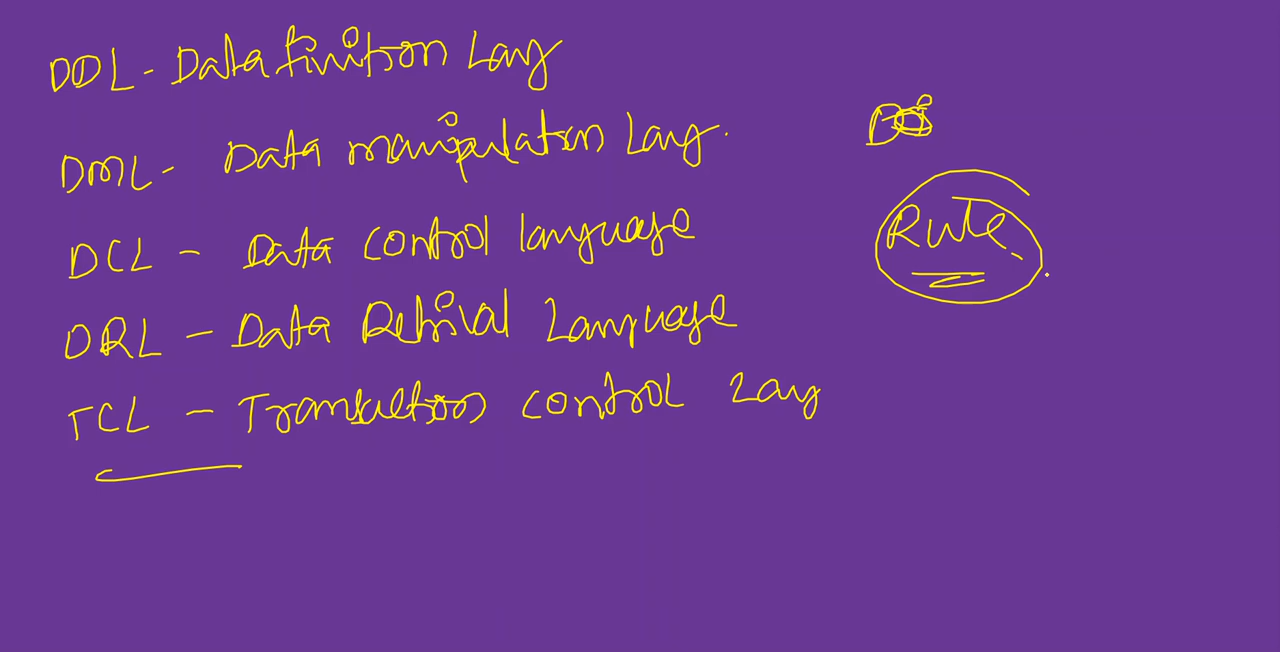 DDL - Data finition Lang
DML - Data manipulation Lang.
DCL - Data control language
DRL - Data Retrival Language
TCL - Transaction control Lang
Rute